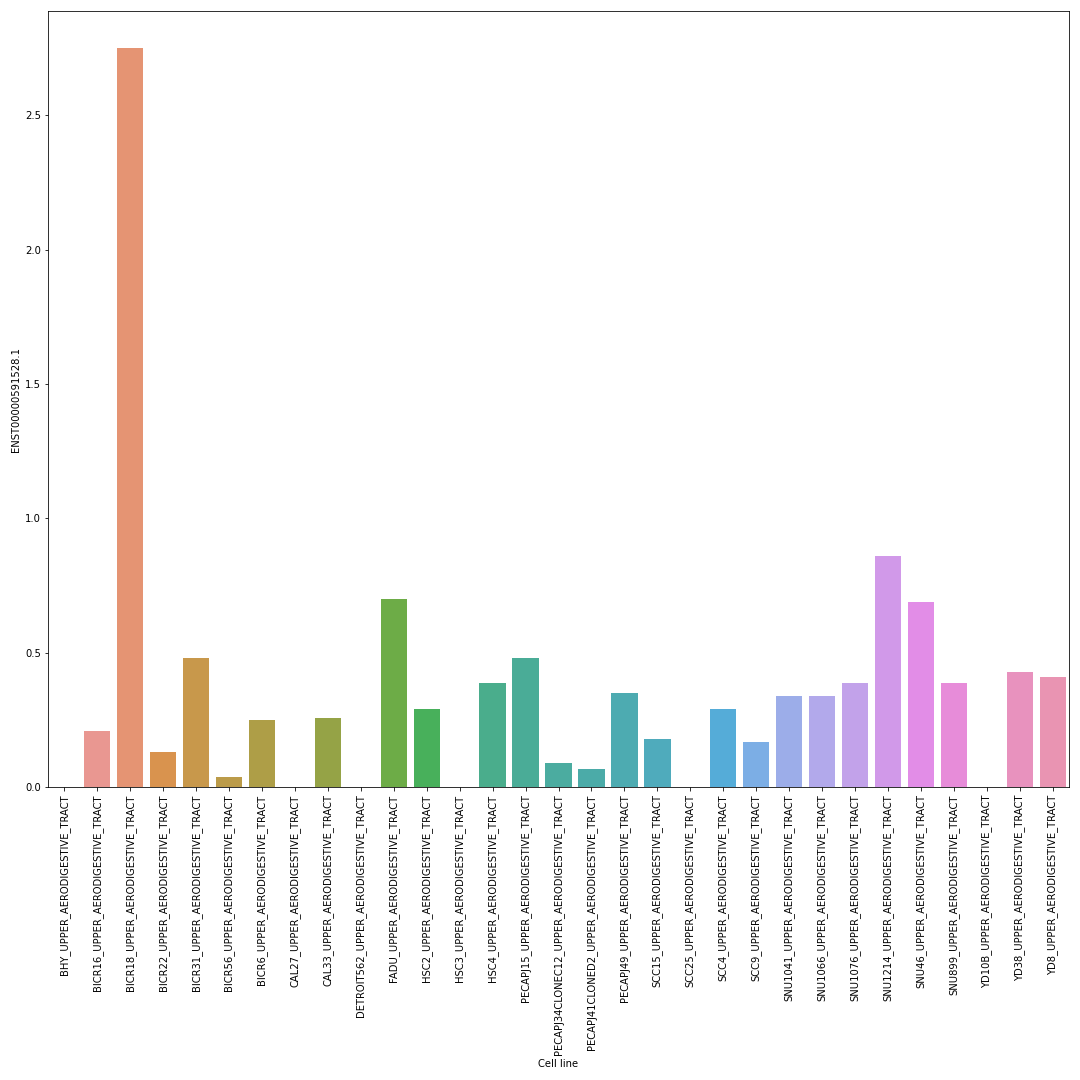 ENST00000591528.1
2.5
2.0
1.5
1.0
0.5
0.0
BHY_UPPER_AERODIGESTIVE_TRACT
BICR16_UPPER_AERODIGESTIVE_TRACT
BICR18_UPPER_AERODIGESTIVE_TRACT
BICR22_UPPER_AERODIGESTIVE_TRACT
BICR31_UPPER_AERODIGESTIVE_TRACT
BICR56_UPPER_AERODIGESTIVE_TRACT
BICR6_UPPER_AERODIGESTIVE_TRACT
CAL27_UPPER_AERODIGESTIVE_TRACT
CAL33_UPPER_AERODIGESTIVE_TRACT
DETROIT562_UPPER_AERODIGESTIVE_TRACT
FADU_UPPER_AERODIGESTIVE_TRACT
HSC2_UPPER_AERODIGESTIVE_TRACT
HSC3_UPPER_AERODIGESTIVE_TRACT
HSC4_UPPER_AERODIGESTIVE_TRACT
PECAPJ15_UPPER_AERODIGESTIVE_TRACT
PECAPJ34CLONEC12_UPPER_AERODIGESTIVE_TRACT
PECAPJ41CLONED2_UPPER_AERODIGESTIVE_TRACT
PECAPJ49_UPPER_AERODIGESTIVE_TRACT
SCC15_UPPER_AERODIGESTIVE_TRACT
SCC25_UPPER_AERODIGESTIVE_TRACT
SCC4_UPPER_AERODIGESTIVE_TRACT
SCC9_UPPER_AERODIGESTIVE_TRACT
SNU1041_UPPER_AERODIGESTIVE_TRACT
SNU1066_UPPER_AERODIGESTIVE_TRACT
SNU1076_UPPER_AERODIGESTIVE_TRACT
SNU1214_UPPER_AERODIGESTIVE_TRACT
SNU46_UPPER_AERODIGESTIVE_TRACT
SNU899_UPPER_AERODIGESTIVE_TRACT
YD10B_UPPER_AERODIGESTIVE_TRACT
YD38_UPPER_AERODIGESTIVE_TRACT
YD8_UPPER_AERODIGESTIVE_TRACT
Cell line